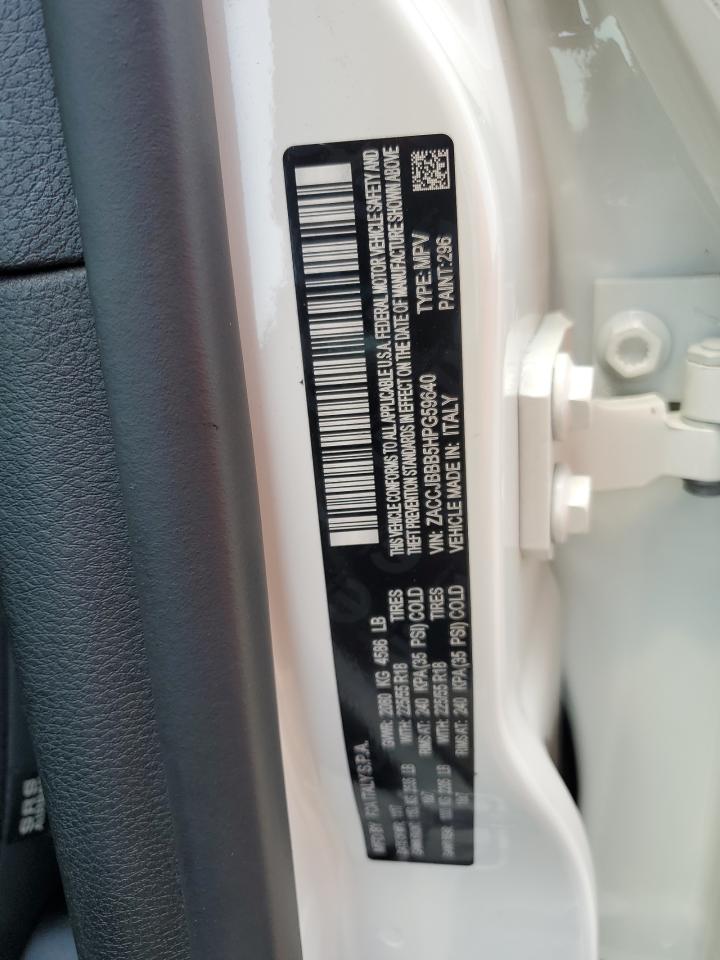 MFD BY FCA ITALY S.P.A.
GVWR: 2080 KG 4586 LB
WITH: 225/55 R18 TIRES
RIMS AT: 240 KPA(35 PSI) COLD
WITH: 225/55 R18 TIRES
RIMS AT: 240 KPA(35 PSI) COLD
THIS VEHICLE CONFORMS TO ALL APPLICABLE U.S.A. FEDERAL MOTOR VEHICLE SAFETY AND
THEFT PREVENTION STANDARDS IN EFFECT ON THE DATE OF MANUFACTURE SHOWN ABOVE
VIN: ZACCJBBB5HPG59640 TYPE: MPV
VEHICLE MADE IN: ITALY PAINT: 296
SRS